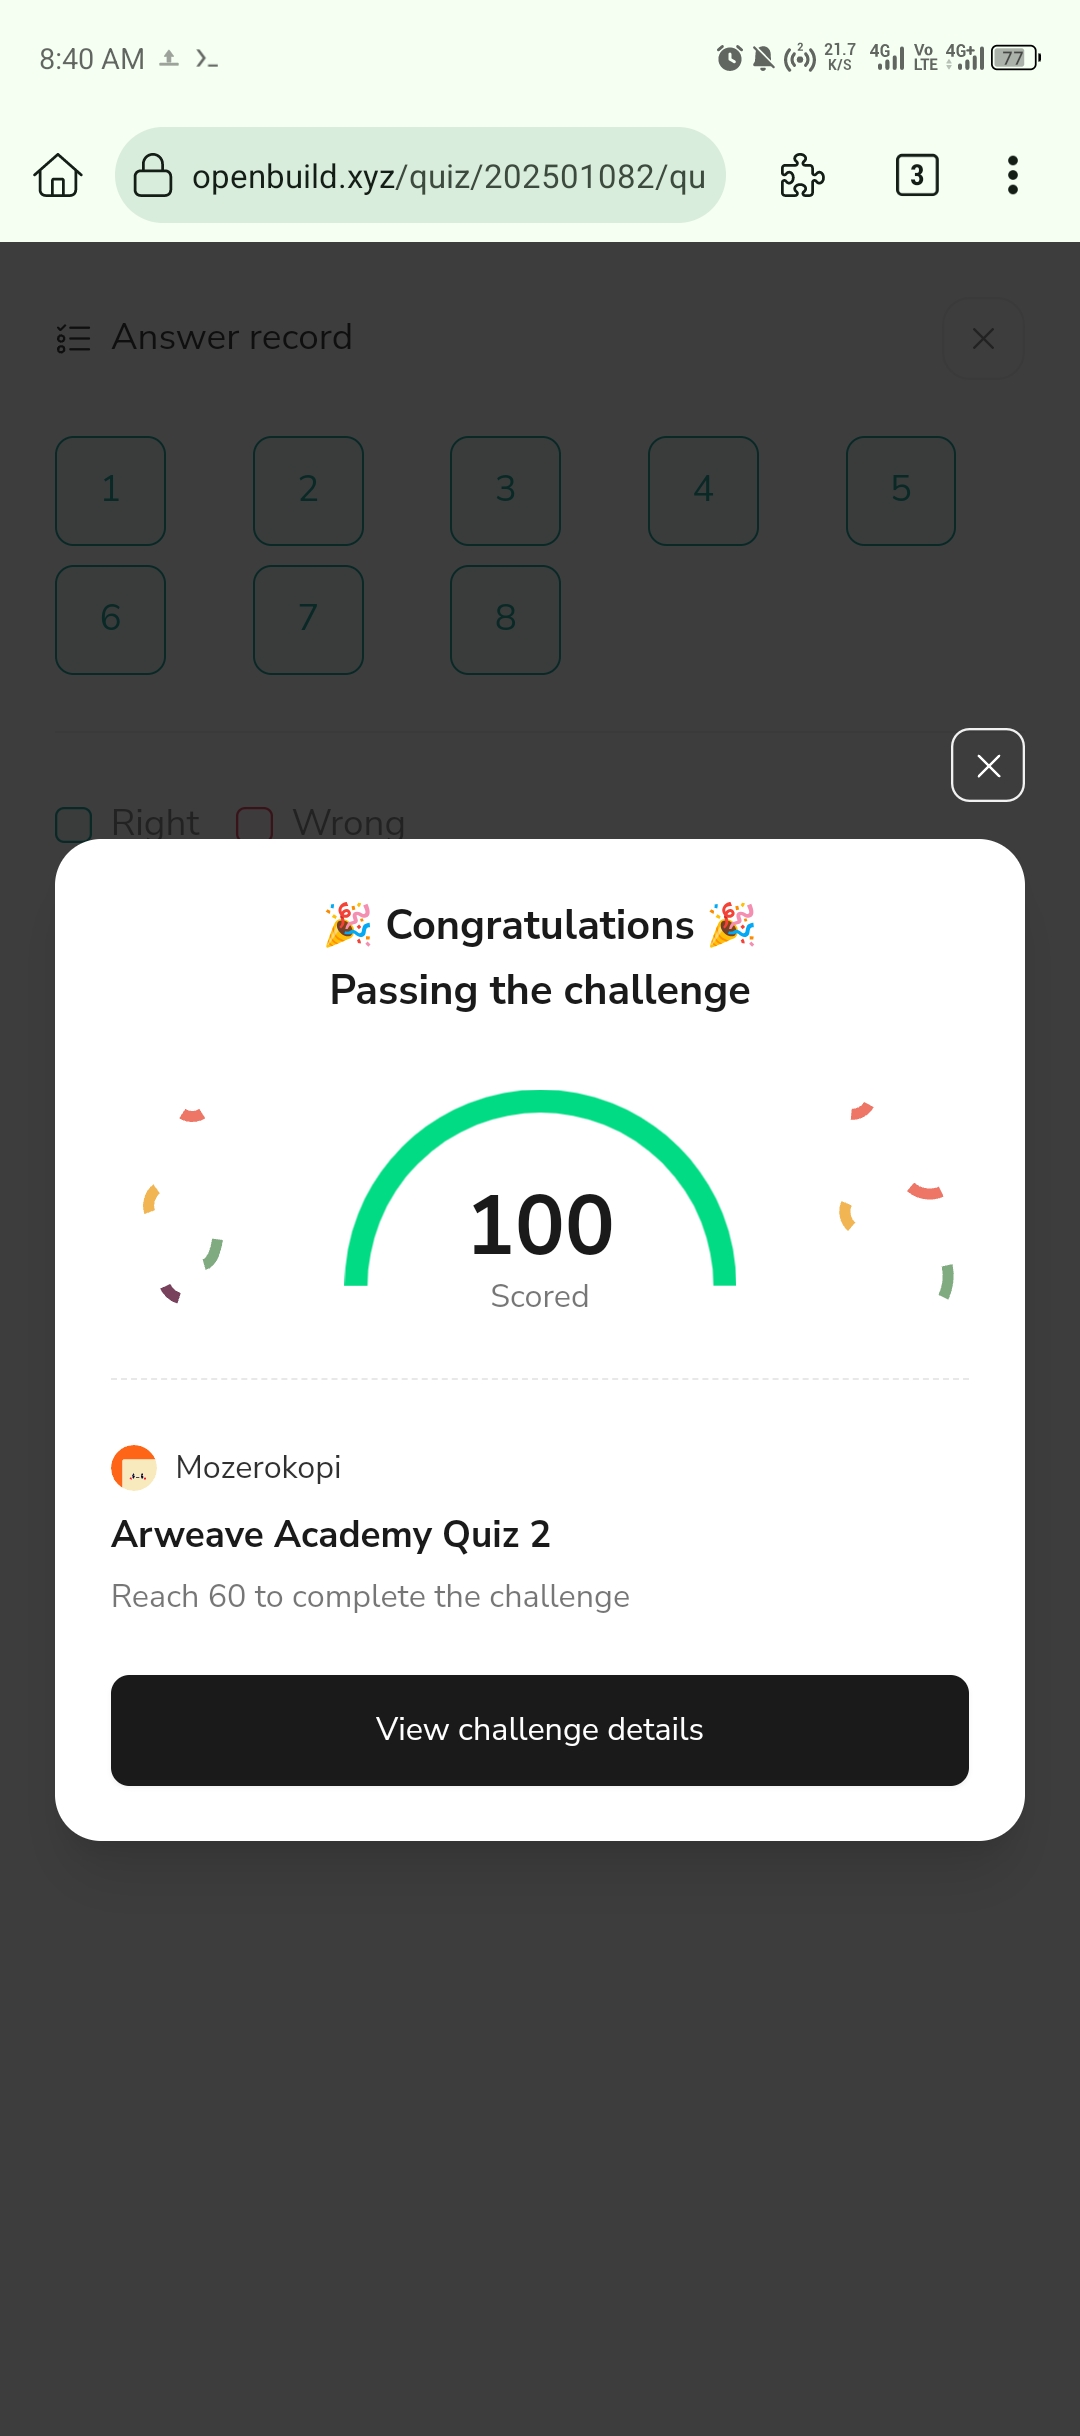 8:40 AM
2
21.7
K/S
4G
Vo
LTE
4G+
77
openbuild.xyz/quiz/202501082/qu
3
Answer record
1 2 3 4 5
6 7 8
Right Wrong
🎉 Congratulations 🎉
Passing the challenge
100
Scored
Mozerokopi
Arweave Academy Quiz 2
Reach 60 to complete the challenge
View challenge details